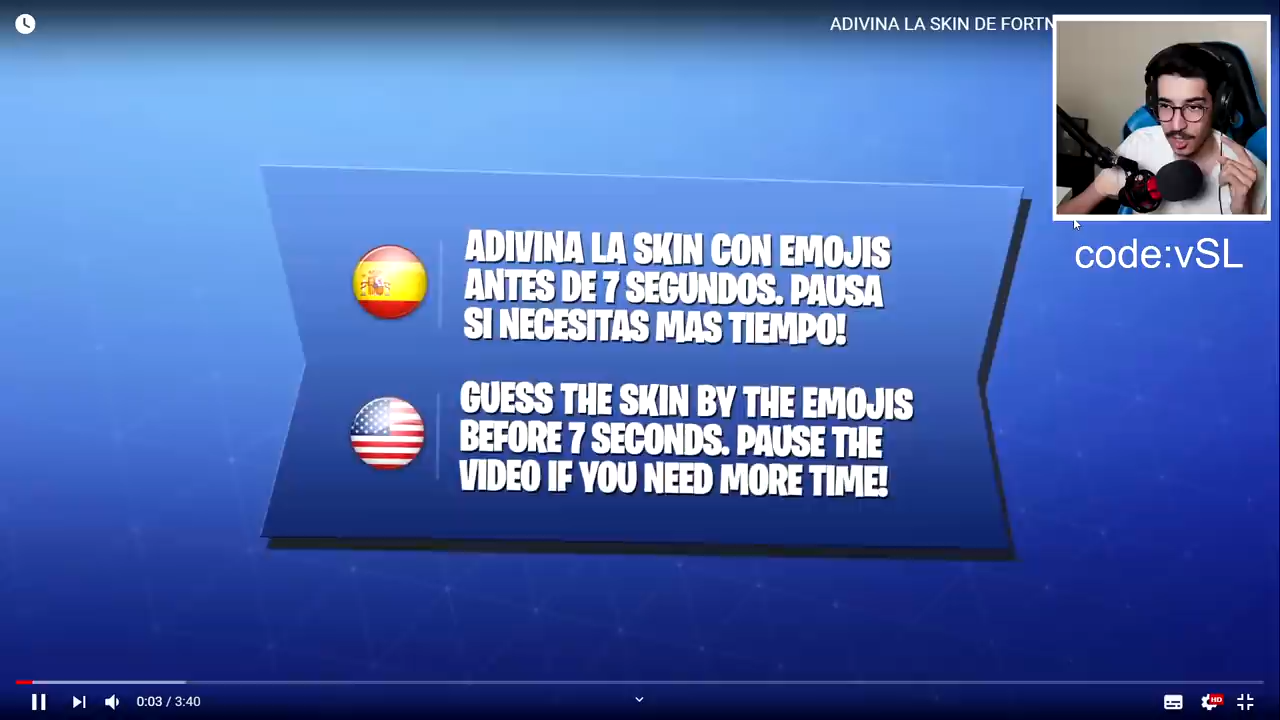 ADIVINA LA SKIN DE FORTN
ADIVINA LA SKIN CON EMOJIS
ANTES DE 7 SEGUNDOS. PAUSA
SI NECESITAS MAS TIEMPO!
GUESS THE SKIN BY THE EMOJIS
BEFORE 7 SECONDS. PAUSE THE
VIDEO IF YOU NEED MORE TIME!
code:vSL
0:03 / 3:40
HD